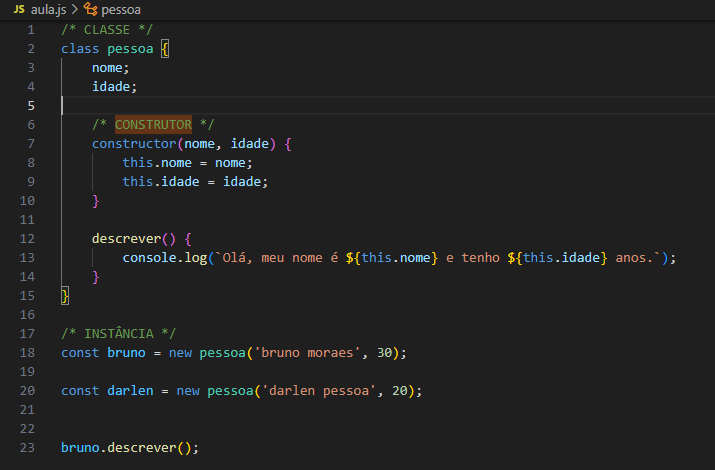 JS aula.js > pessoa
1 /* CLASSE */
2 class pessoa {
3     nome;
4     idade;
5
6     /* CONSTRUTOR */
7     constructor(nome, idade) {
8         this.nome = nome;
9         this.idade = idade;
10     }
11
12     descrever() {
13         console.log(`Olá, meu nome é ${this.nome} e tenho ${this.idade} anos.`);
14     }
15 }
16
17 /* INSTÂNCIA */
18 const bruno = new pessoa('bruno moraes', 30);
19
20 const darlen = new pessoa('darlen pessoa', 20);
21
22
23 bruno.descrever();